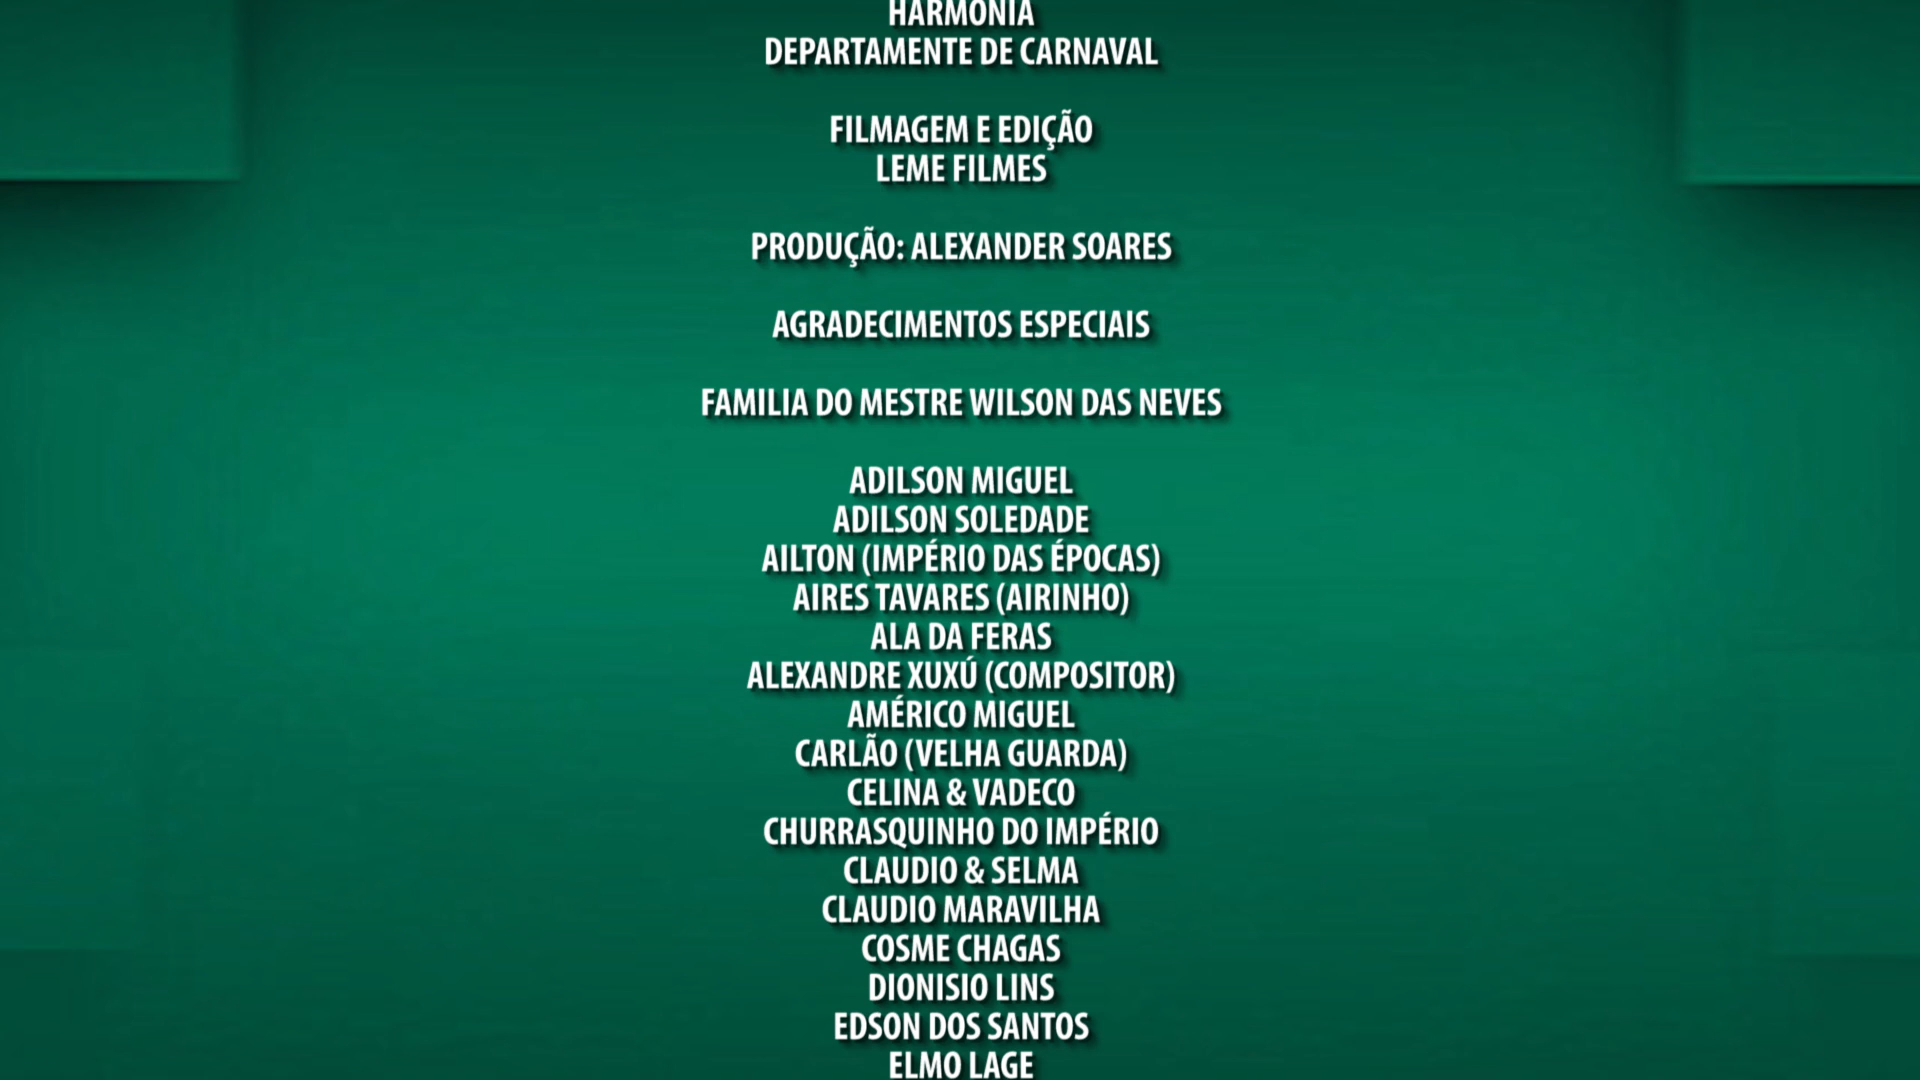 HARMONIA
DEPARTAMENTE DE CARNAVAL
FILMAGEM E EDIÇÃO
LEME FILMES
PRODUÇÃO: ALEXANDER SOARES
AGRADECIMENTOS ESPECIAIS
FAMILIA DO MESTRE WILSON DAS NEVES
ADILSON MIGUEL
ADILSON SOLEDADE
AILTON (IMPÉRIO DAS ÉPOCAS)
AIRES TAVARES (AIRINHO)
ALA DA FERAS
ALEXANDRE XUXÚ (COMPOSITOR)
AMÉRICO MIGUEL
CARLÃO (VELHA GUARDA)
CELINA & VADECO
CHURRASQUINHO DO IMPÉRIO
CLAUDIO & SELMA
CLAUDIO MARAVILHA
COSME CHAGAS
DIONISIO LINS
EDSON DOS SANTOS
ELMO LAGE